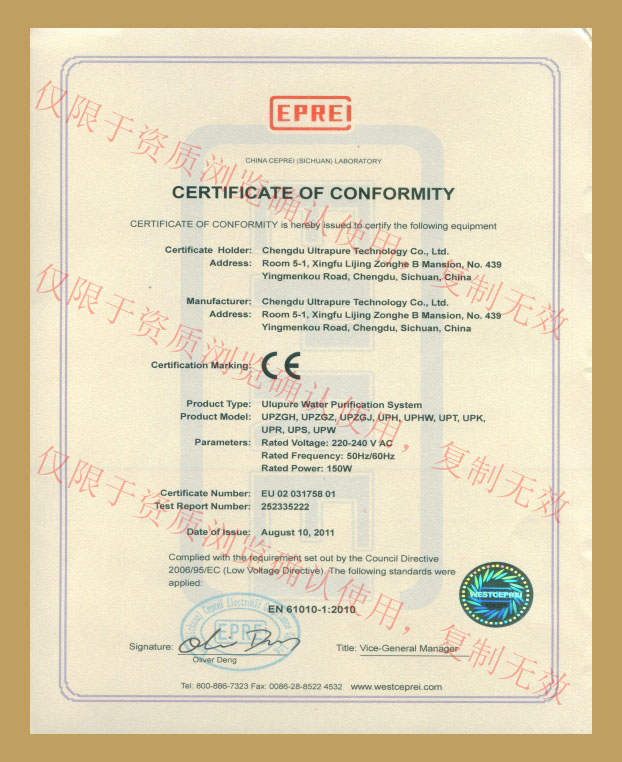 EPREI
CHINA CEPREI (SICHUAN) LABORATORY
CERTIFICATE OF CONFORMITY
CERTIFICATE OF CONFORMITY is hereby issued to certify the following equipment
Certificate Holder: Chengdu Ultrapure Technology Co., Ltd.
Address: Room 5-1, Xingfu Lijing Zonghe B Mansion, No. 439
Yingmenkou Road, Chengdu, Sichuan, China
Manufacturer: Chengdu Ultrapure Technology Co., Ltd.
Address: Room 5-1, Xingfu Lijing Zonghe B Mansion, No. 439
Yingmenkou Road, Chengdu, Sichuan, China
Certification Marking: CE
Product Type: Ulupure Water Purification System
Product Model: UPZGH, UPZGZ, UPZGJ, UPH, UPHW, UPT, UPK,
UPR, UPS, UPW
Parameters: Rated Voltage: 220-240 V AC
Rated Frequency: 50Hz/60Hz
Rated Power: 150W
Certificate Number: EU 02 031758 01
Test Report Number: 252335222
Date of Issue: August 10, 2011
Complied with the requirement set out by the Council Directive
2006/95/EC (Low Voltage Directive). The following standards were
applied:
EN 61010-1:2010
WESTCEPREI
EPREI
Signature: Title: Vice-General Manager
Oliver Deng
Tel: 800-886-7323 Fax: 0086-28-8522 4532 www.westceprei.com
仅限于资质浏览确认使用，复制无效
仅限于资质浏览确认使用，复制无效
仅限于资质浏览确认使用，复制无效